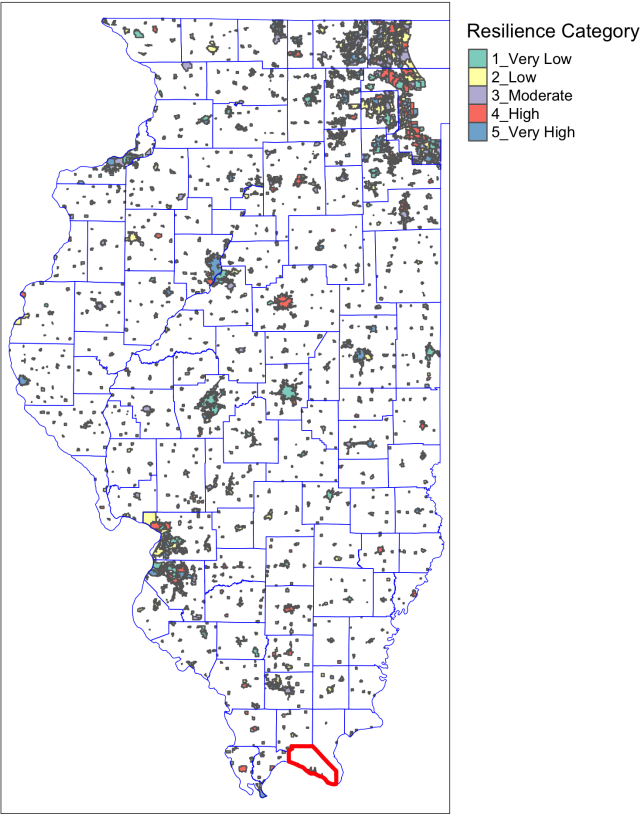 Resilience Category
1_Very Low
2_Low
3_Moderate
4_High
5_Very High